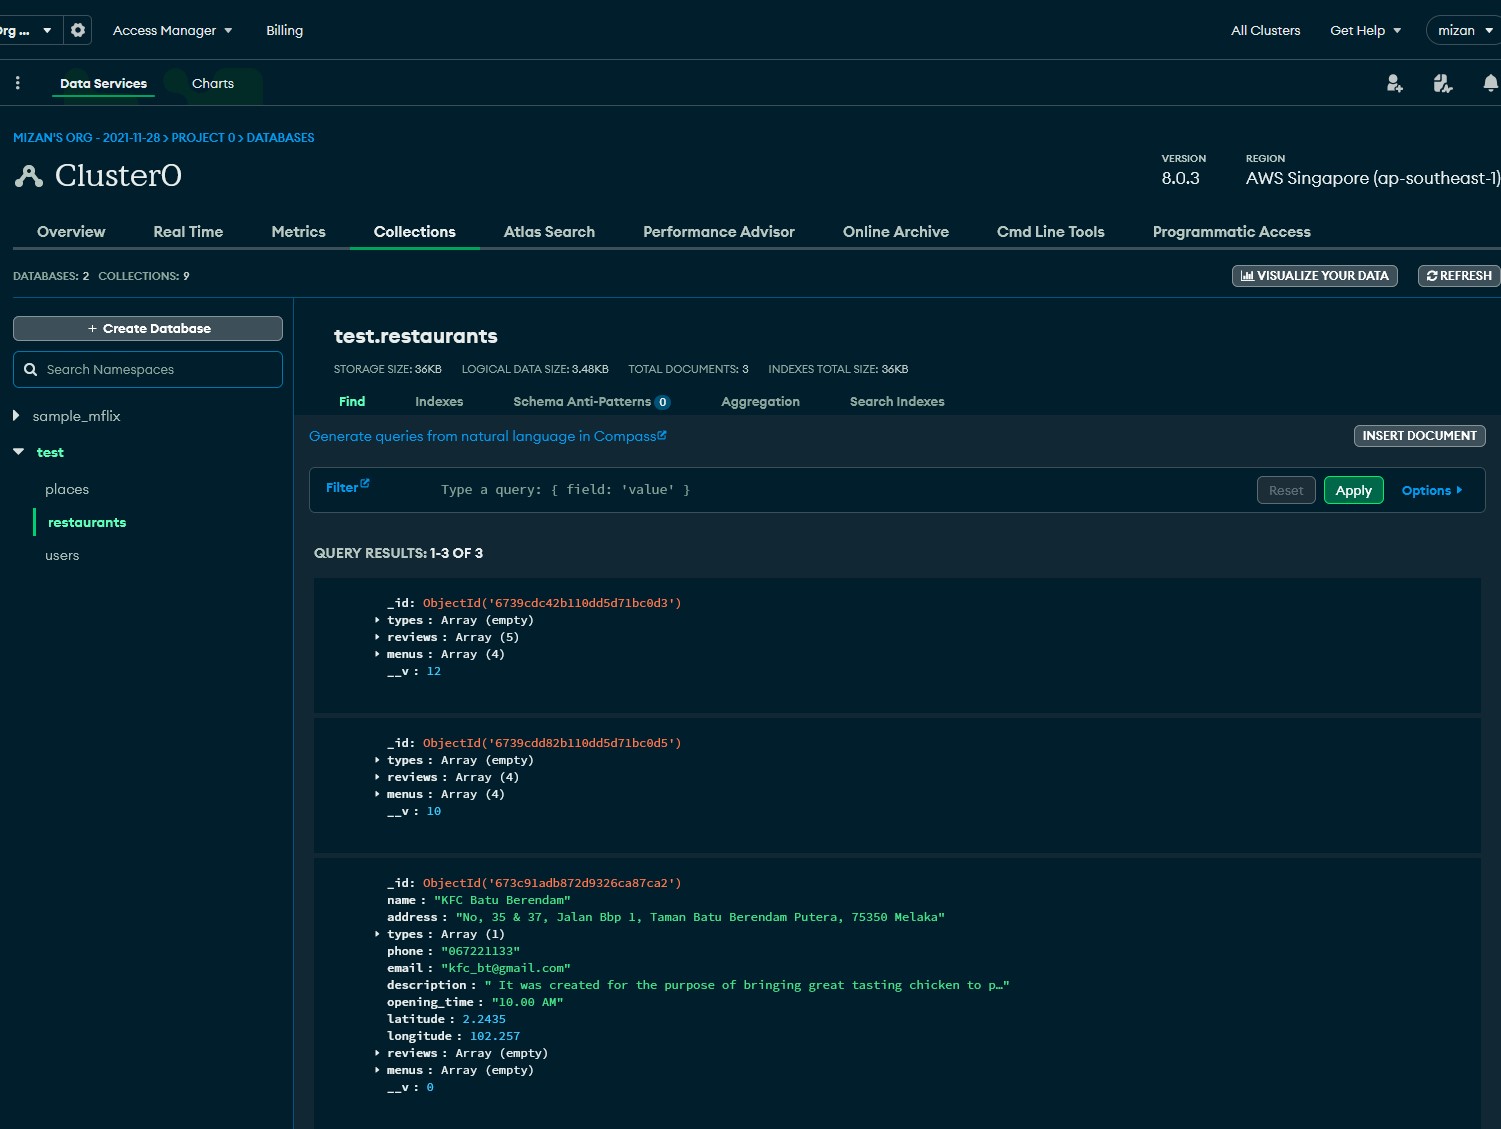 Org ...
Access Manager
Billing
All Clusters
Get Help
mizan
Data Services
Charts
MIZAN'S ORG - 2021-11-28 > PROJECT 0 > DATABASES
Cluster0
VERSION
8.0.3
REGION
AWS Singapore (ap-southeast-1)
Overview
Real Time
Metrics
Collections
Atlas Search
Performance Advisor
Online Archive
Cmd Line Tools
Programmatic Access
DATABASES: 2 COLLECTIONS: 9
VISUALIZE YOUR DATA
REFRESH
+ Create Database
Search Namespaces
sample_mflix
test
places
restaurants
users
test.restaurants
STORAGE SIZE: 36KB LOGICAL DATA SIZE: 3.48KB TOTAL DOCUMENTS: 3 INDEXES TOTAL SIZE: 36KB
Find
Indexes
Schema Anti-Patterns 0
Aggregation
Search Indexes
Generate queries from natural language in Compass
INSERT DOCUMENT
Filter
Type a query: { field: 'value' }
Reset
Apply
Options
QUERY RESULTS: 1-3 OF 3
_id: ObjectId('6739cdc42b110dd5d71bc0d3')
types : Array (empty)
reviews : Array (5)
menus : Array (4)
__v : 12
_id: ObjectId('6739cdd82b110dd5d71bc0d5')
types : Array (empty)
reviews : Array (4)
menus : Array (4)
__v : 10
_id: ObjectId('673c91adb872d9326ca87ca2')
name : "KFC Batu Berendam"
address : "No, 35 & 37, Jalan Bbp 1, Taman Batu Berendam Putera, 75350 Melaka"
types : Array (1)
phone : "067221133"
email : "kfc_bt@gmail.com"
description : " It was created for the purpose of bringing great tasting chicken to p…"
opening_time : "10.00 AM"
latitude : 2.2435
longitude : 102.257
reviews : Array (empty)
menus : Array (empty)
__v : 0